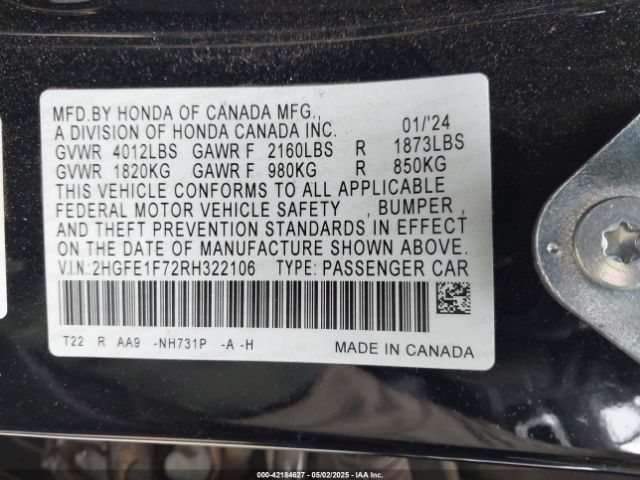 MFD.BY HONDA OF CANADA MFG.,
A DIVISION OF HONDA CANADA INC. 01/'24
GVWR 4012LBS GAWR F 2160LBS R 1873LBS
GVWR 1820KG GAWR F 980KG R 850KG
THIS VEHICLE CONFORMS TO ALL APPLICABLE
FEDERAL MOTOR VEHICLE SAFETY , BUMPER ,
AND THEFT PREVENTION STANDARDS IN EFFECT
ON THE DATE OF MANUFACTURE SHOWN ABOVE.
V.I.N.: 2HGFE1F72RH322106 TYPE: PASSENGER CAR
T22 R AA9 -NH731P -A -H
MADE IN CANADA
000-42184627 - 05/02/2025 - IAA Inc.